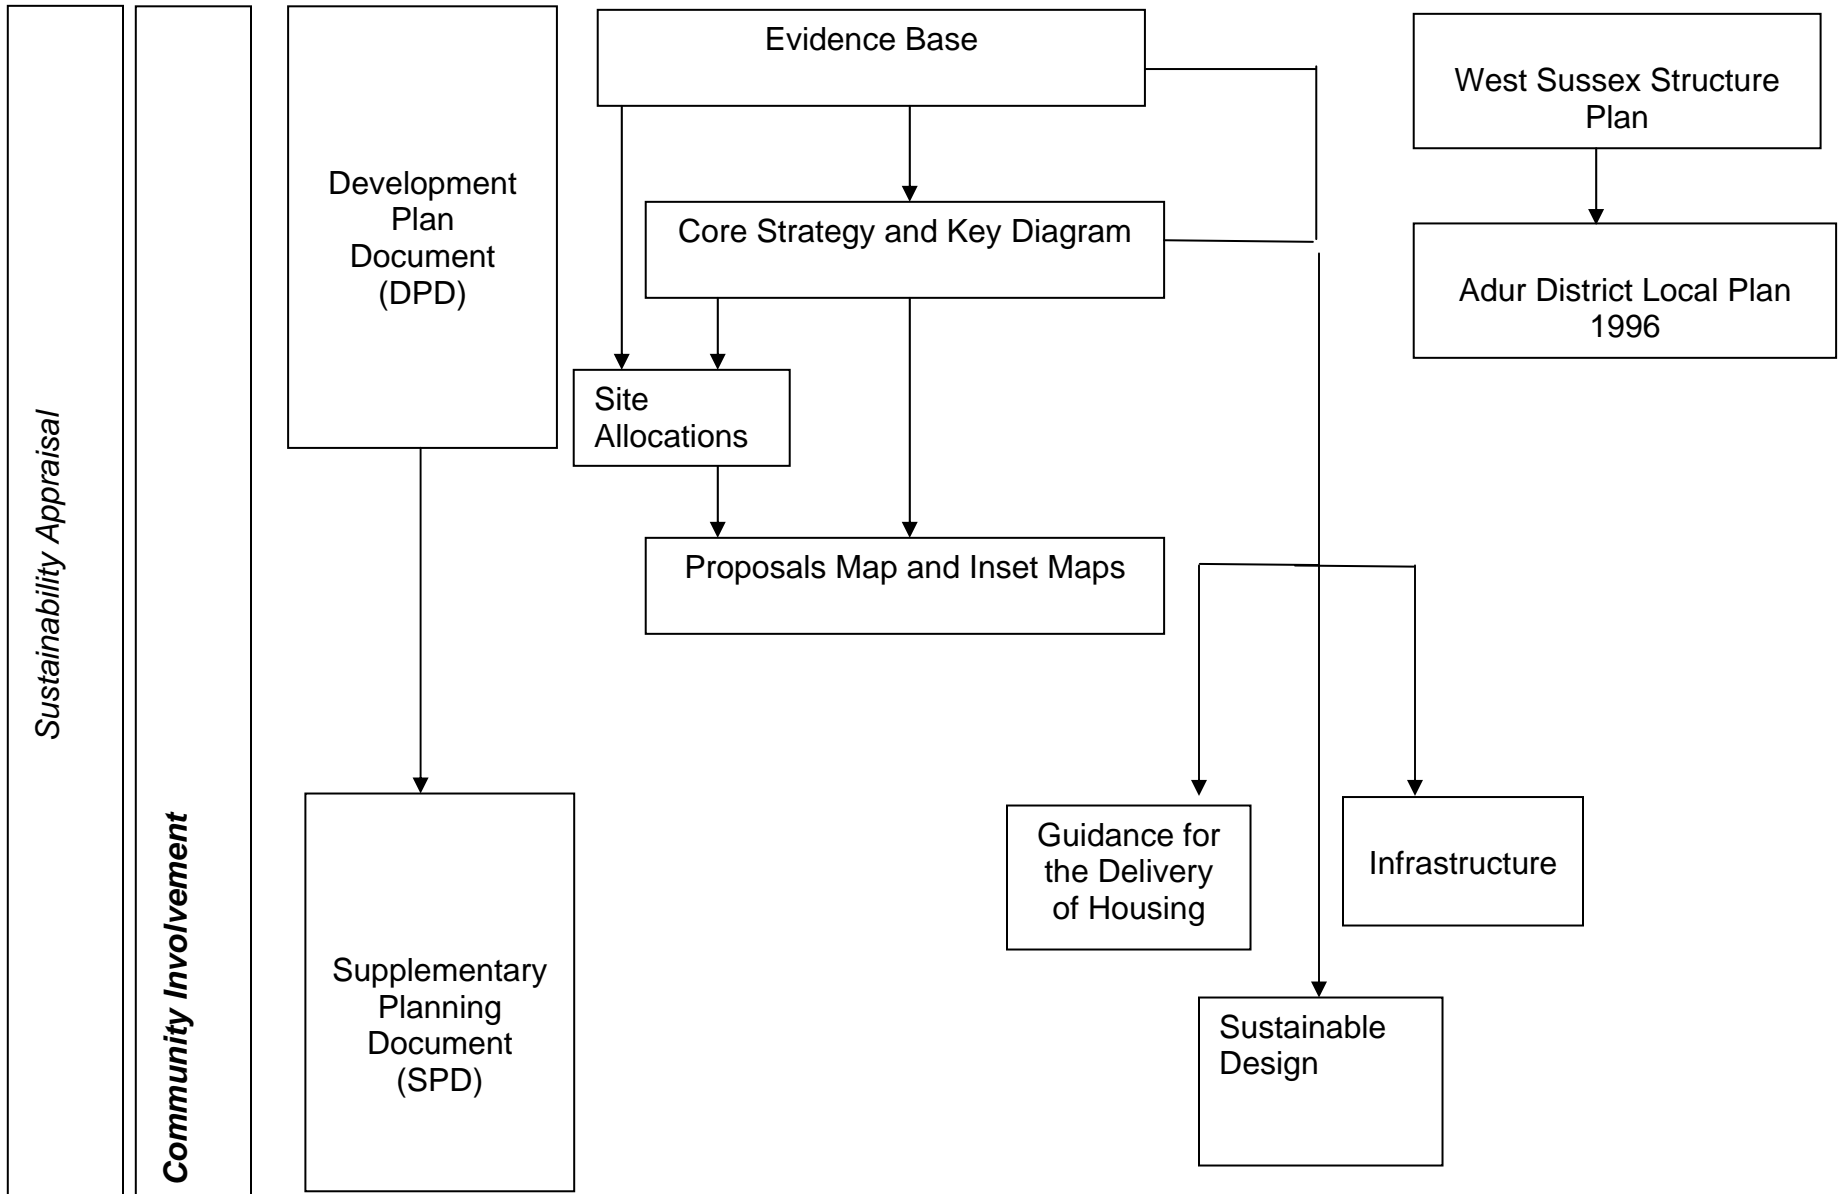 Sustainability Appraisal
Community Involvement
Development
Plan
Document
(DPD)
Supplementary
Planning
Document
(SPD)
Evidence Base
Core Strategy and Key Diagram
Site
Allocations
Proposals Map and Inset Maps
Guidance for
the Delivery
of Housing
Infrastructure
Sustainable
Design
West Sussex Structure
Plan
Adur District Local Plan
1996